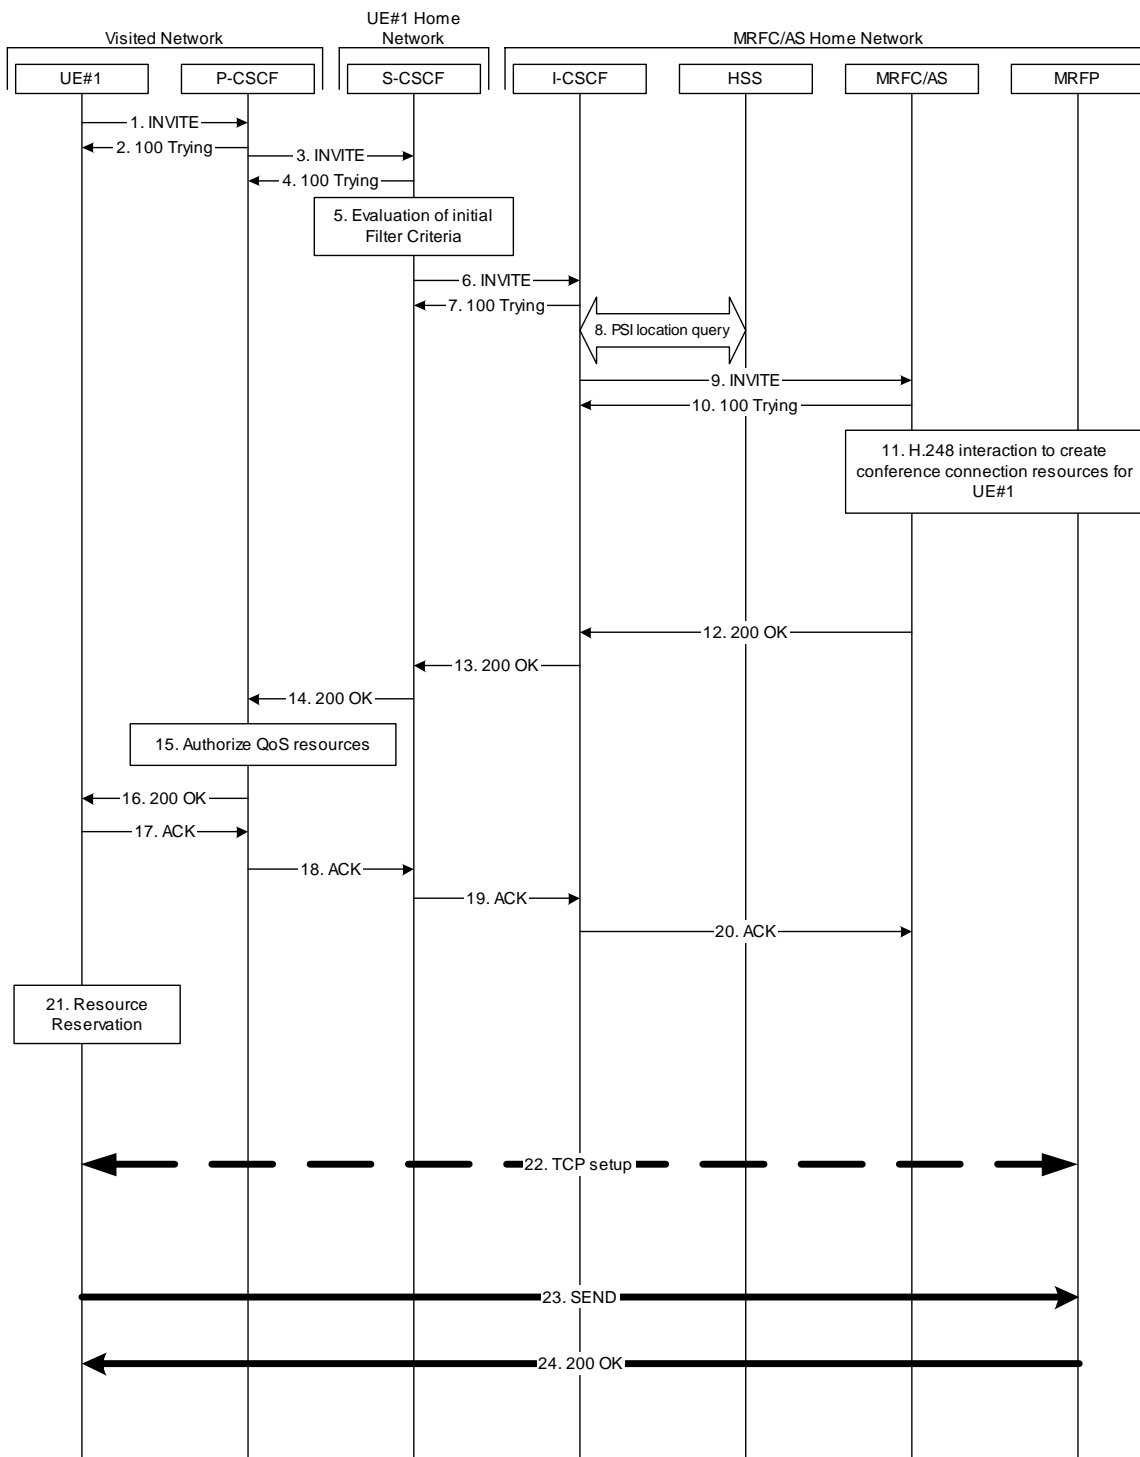 UE#1 Home
Network
Visited Network
MRFC/AS Home Network
UE#1
P-CSCF
S-CSCF
I-CSCF
HSS
MRFC/AS
MRFP
1. INVITE
2. 100 Trying
3. INVITE
4. 100 Trying
5. Evaluation of initial
Filter Criteria
6. INVITE
7. 100 Trying
8. PSI location query
9. INVITE
10. 100 Trying
11. H.248 interaction to create
conference connection resources for
UE#1
12. 200 OK
13. 200 OK
14. 200 OK
15. Authorize QoS resources
16. 200 OK
17. ACK
18. ACK
19. ACK
20. ACK
21. Resource
Reservation
22. TCP setup
23. SEND
24. 200 OK